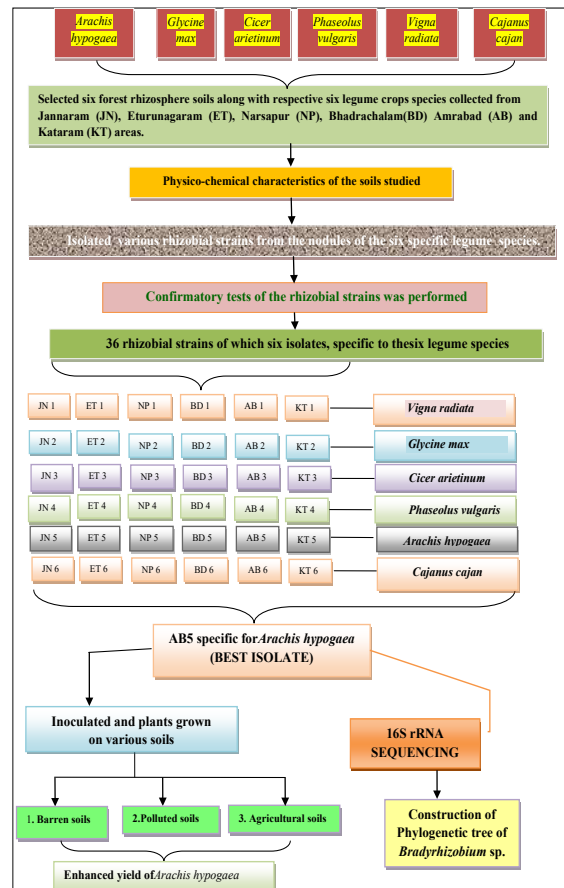 Arachis hypogaea
Glycine max
Cicer arietinum
Phaseolus vulgaris
Vigna radiata
Cajanus cajan
Selected six forest rhizosphere soils along with respective six legume crops species collected from
Jannaram (JN), Eturunagaram (ET), Narsapur (NP), Bhadrachalam(BD) Amrabad (AB) and
Kataram (KT) areas.
Physico-chemical characteristics of the soils studied
Isolated various rhizobial strains from the nodules of the six specific legume species.
Confirmatory tests of the rhizobial strains was performed
36 rhizobial strains of which six isolates, specific to thesix legume species
JN 1 ET 1 NP 1 BD 1 AB 1 KT 1 Vigna radiata
JN 2 ET 2 NP 2 BD 2 AB 2 KT 2 Glycine max
JN 3 ET 3 NP 3 BD 3 AB 3 KT 3 Cicer arietinum
JN 4 ET 4 NP 4 BD 4 AB 4 KT 4 Phaseolus vulgaris
JN 5 ET 5 NP 5 BD 5 AB 5 KT 5 Arachis hypogaea
JN 6 ET 6 NP 6 BD 6 AB 6 KT 6 Cajanus cajan
AB5 specific forArachis hypogaea
(BEST ISOLATE)
Inoculated and plants grown
on various soils
16S rRNA
SEQUENCING
1. Barren soils
2.Polluted soils
3. Agricultural soils
Construction of
Phylogenetic tree of
Bradyrhizobium sp.
Enhanced yield ofArachis hypogaea